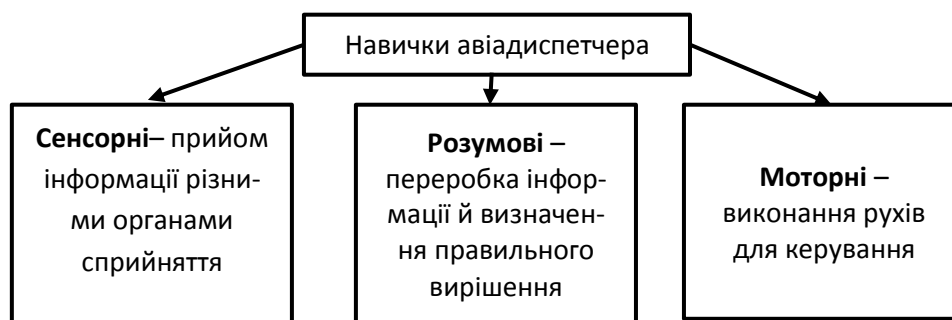 Навички авіадиспетчера
Сенсорні– прийом
інформації різни-
ми органами
сприйняття
Розумові –
переробка інфор-
мації й визначен-
ня правильного
вирішення
Моторні –
виконання рухів
для керування